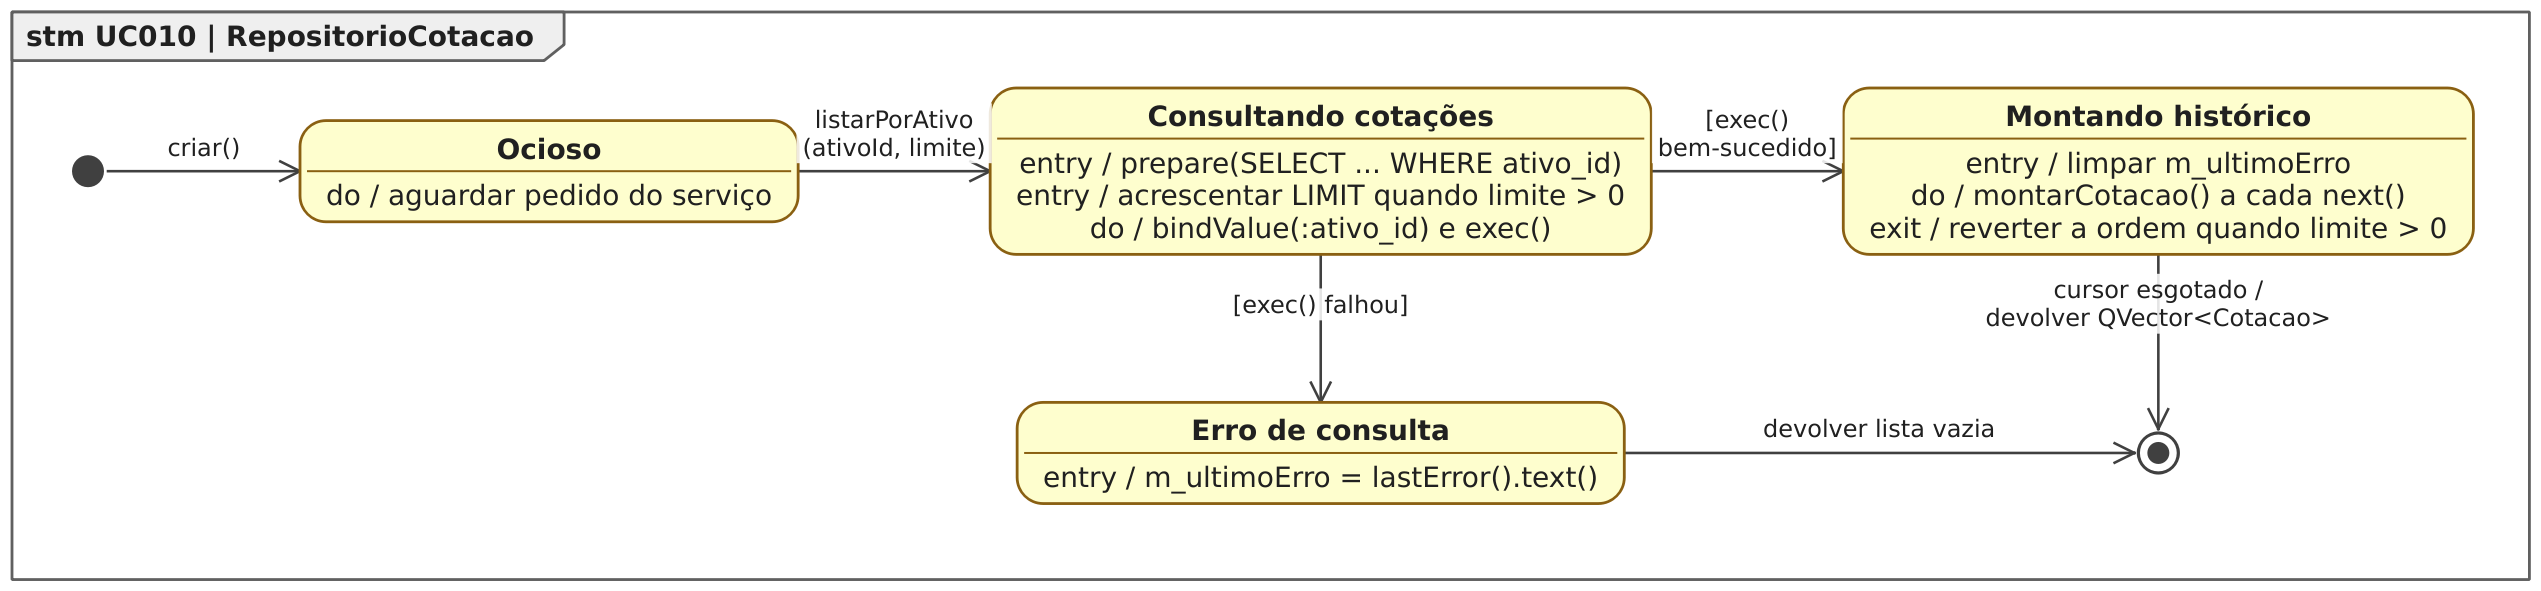 stm UC010 | RepositorioCotacao
criar()
Ocioso
do / aguardar pedido do serviço
listarPorAtivo
(ativoId, limite)
Consultando cotações
entry / prepare(SELECT ... WHERE ativo_id)
entry / acrescentar LIMIT quando limite > 0
do / bindValue(:ativo_id) e exec()
[exec()
bem-sucedido]
Montando histórico
entry / limpar m_ultimoErro
do / montarCotacao() a cada next()
exit / reverter a ordem quando limite > 0
[exec() falhou]
cursor esgotado /
devolver QVector<Cotacao>
Erro de consulta
entry / m_ultimoErro = lastError().text()
devolver lista vazia